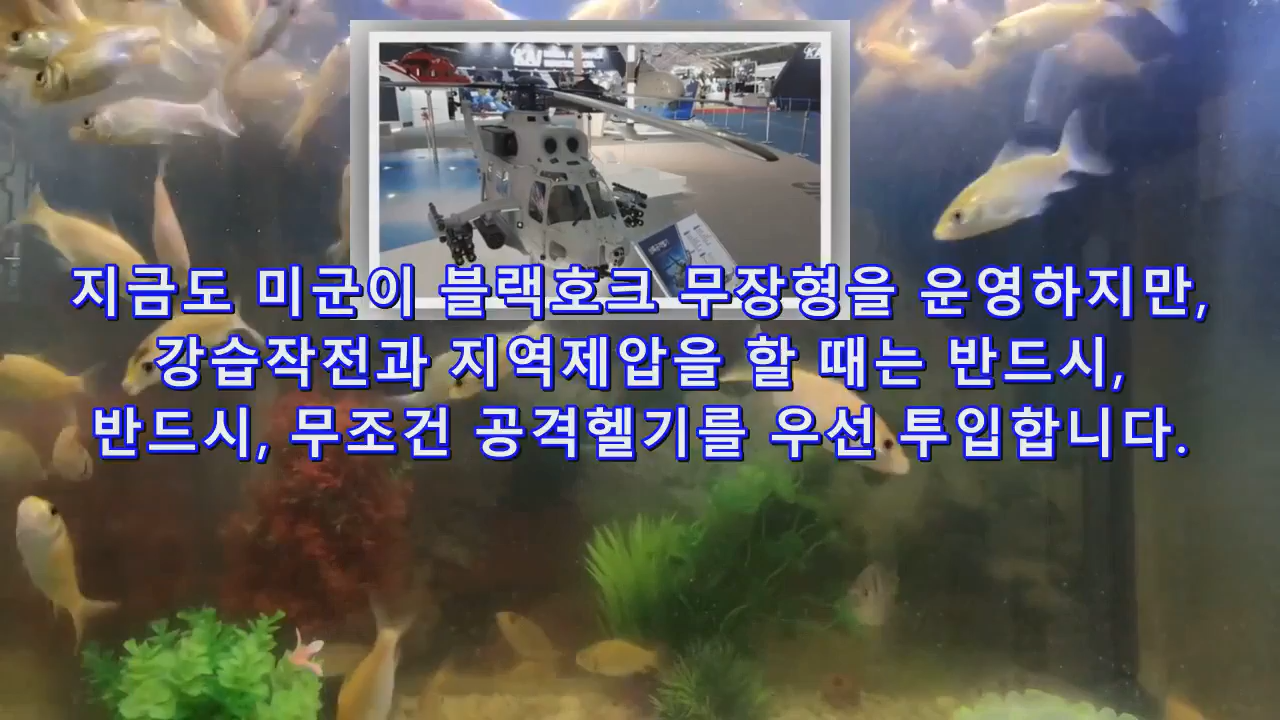 KAI
지금도 미군이 블랙호크 무장형을 운영하지만,
강습작전과 지역제압을 할 때는 반드시,
반드시, 무조건 공격헬기를 우선 투입합니다.